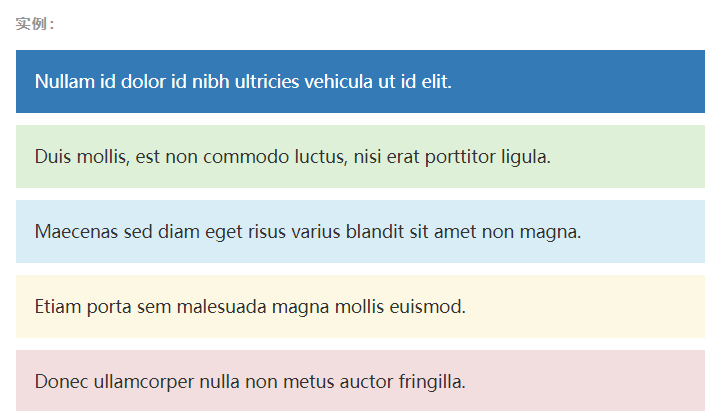 实例：
Nullam id dolor id nibh ultricies vehicula ut id elit.
Duis mollis, est non commodo luctus, nisi erat porttitor ligula.
Maecenas sed diam eget risus varius blandit sit amet non magna.
Etiam porta sem malesuada magna mollis euismod.
Donec ullamcorper nulla non metus auctor fringilla.